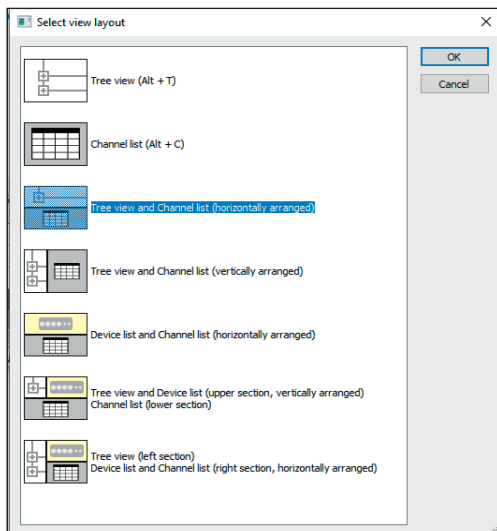 Select view layout
OK
Cancel
Tree view (Alt + T)
Channel list (Alt + C)
Tree view and Channel list (horizontally arranged)
Tree view and Channel list (vertically arranged)
Device list and Channel list (horizontally arranged)
Tree view and Device list (upper section, vertically arranged)
Channel list (lower section)
Tree view (left section)
Device list and Channel list (right section, horizontally arranged)